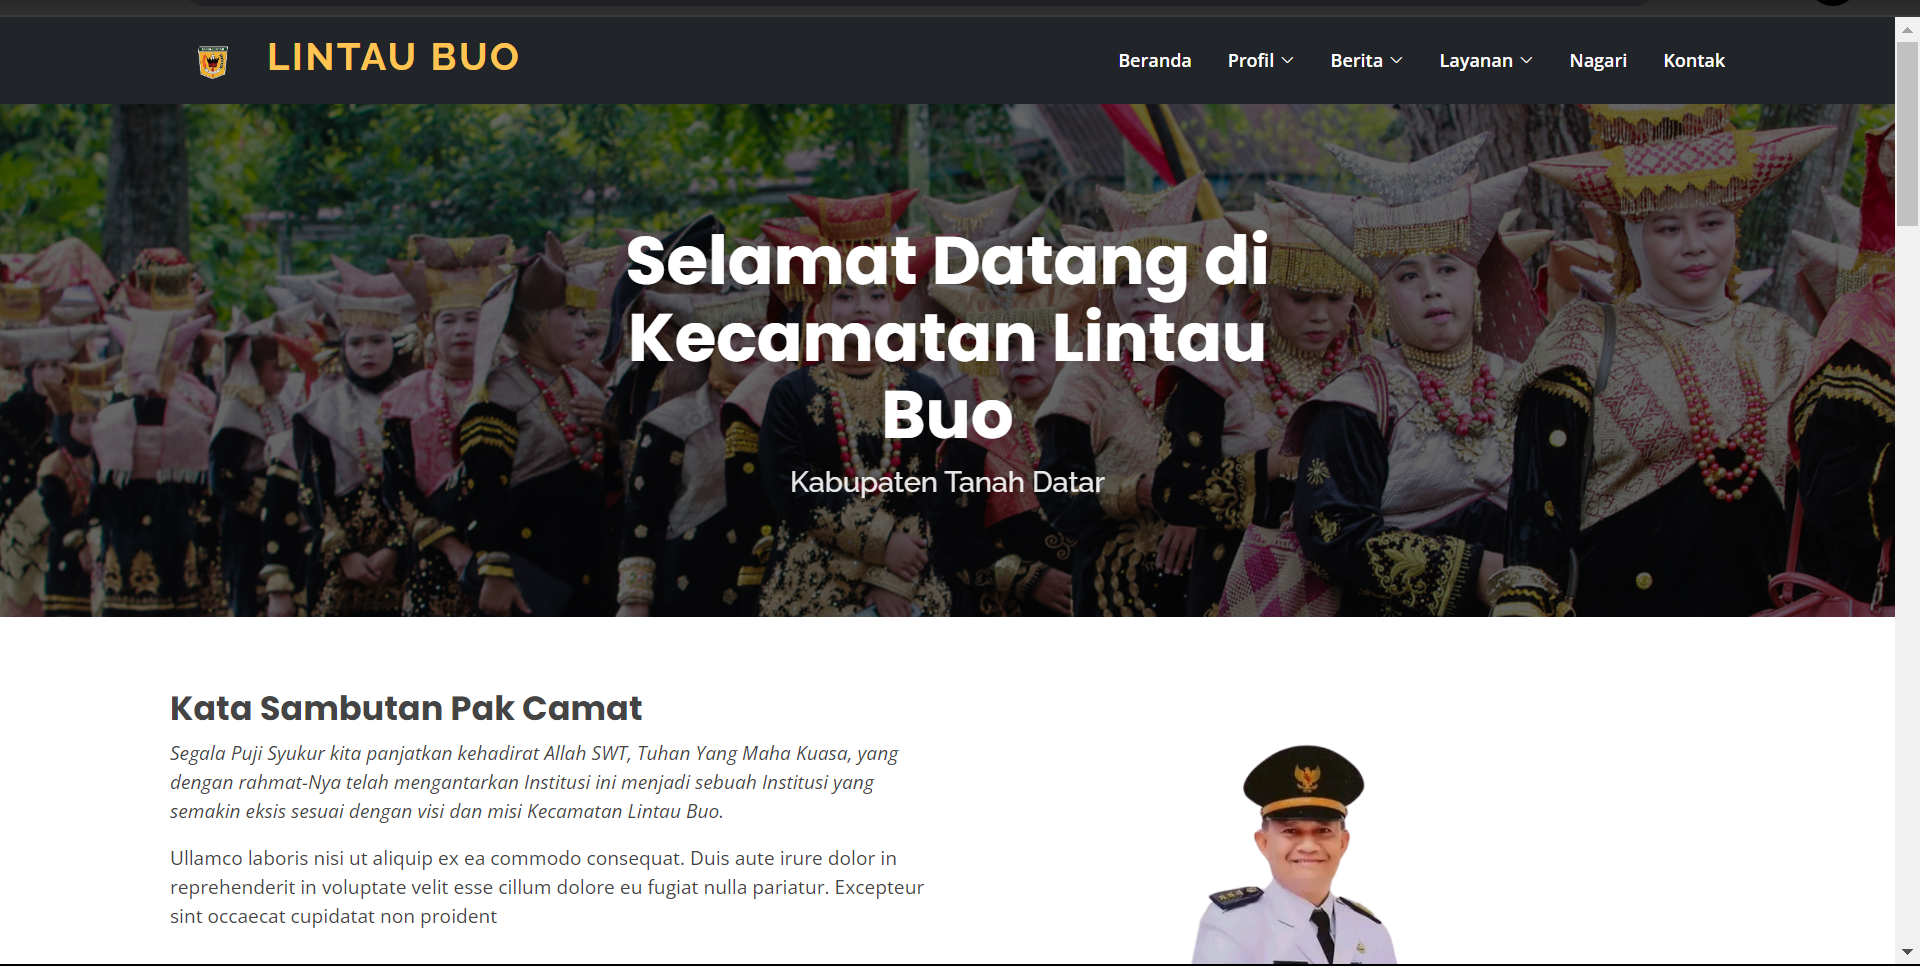 LINTAU BUO
Beranda Profil Berita Layanan Nagari Kontak
Selamat Datang di
Kecamatan Lintau
Buo
Kabupaten Tanah Datar
Kata Sambutan Pak Camat
Segala Puji Syukur kita panjatkan kehadirat Allah SWT, Tuhan Yang Maha Kuasa, yang
dengan rahmat-Nya telah mengantarkan Institusi ini menjadi sebuah Institusi yang
semakin eksis sesuai dengan visi dan misi Kecamatan Lintau Buo.
Ullamco laboris nisi ut aliquip ex ea commodo consequat. Duis aute irure dolor in
reprehenderit in voluptate velit esse cillum dolore eu fugiat nulla pariatur. Excepteur
sint occaecat cupidatat non proident